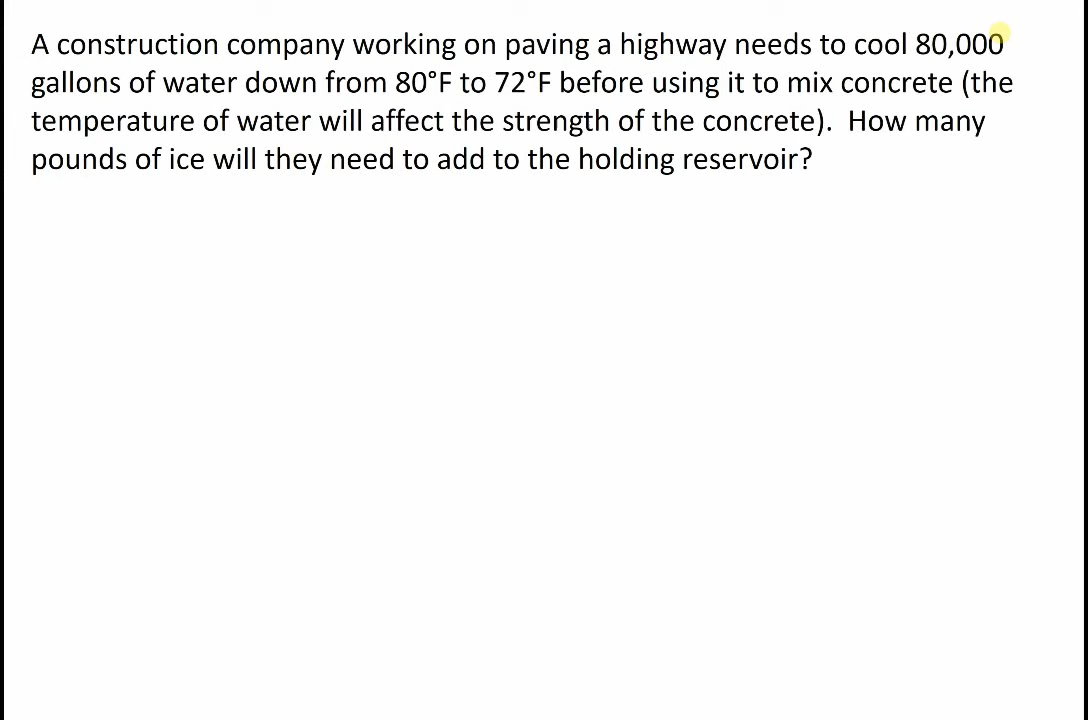 A construction company working on paving a highway needs to cool 80,000
gallons of water down from 80°F to 72°F before using it to mix concrete (the
temperature of water will affect the strength of the concrete).  How many
pounds of ice will they need to add to the holding reservoir?